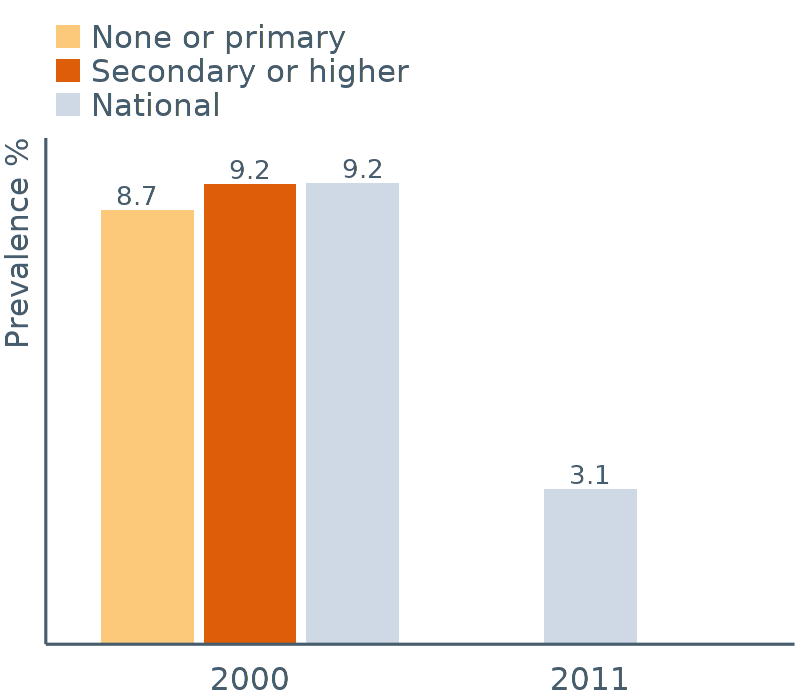 None or primary
Secondary or higher
National
Prevalence %
8.7
9.2
9.2
3.1
2000
2011